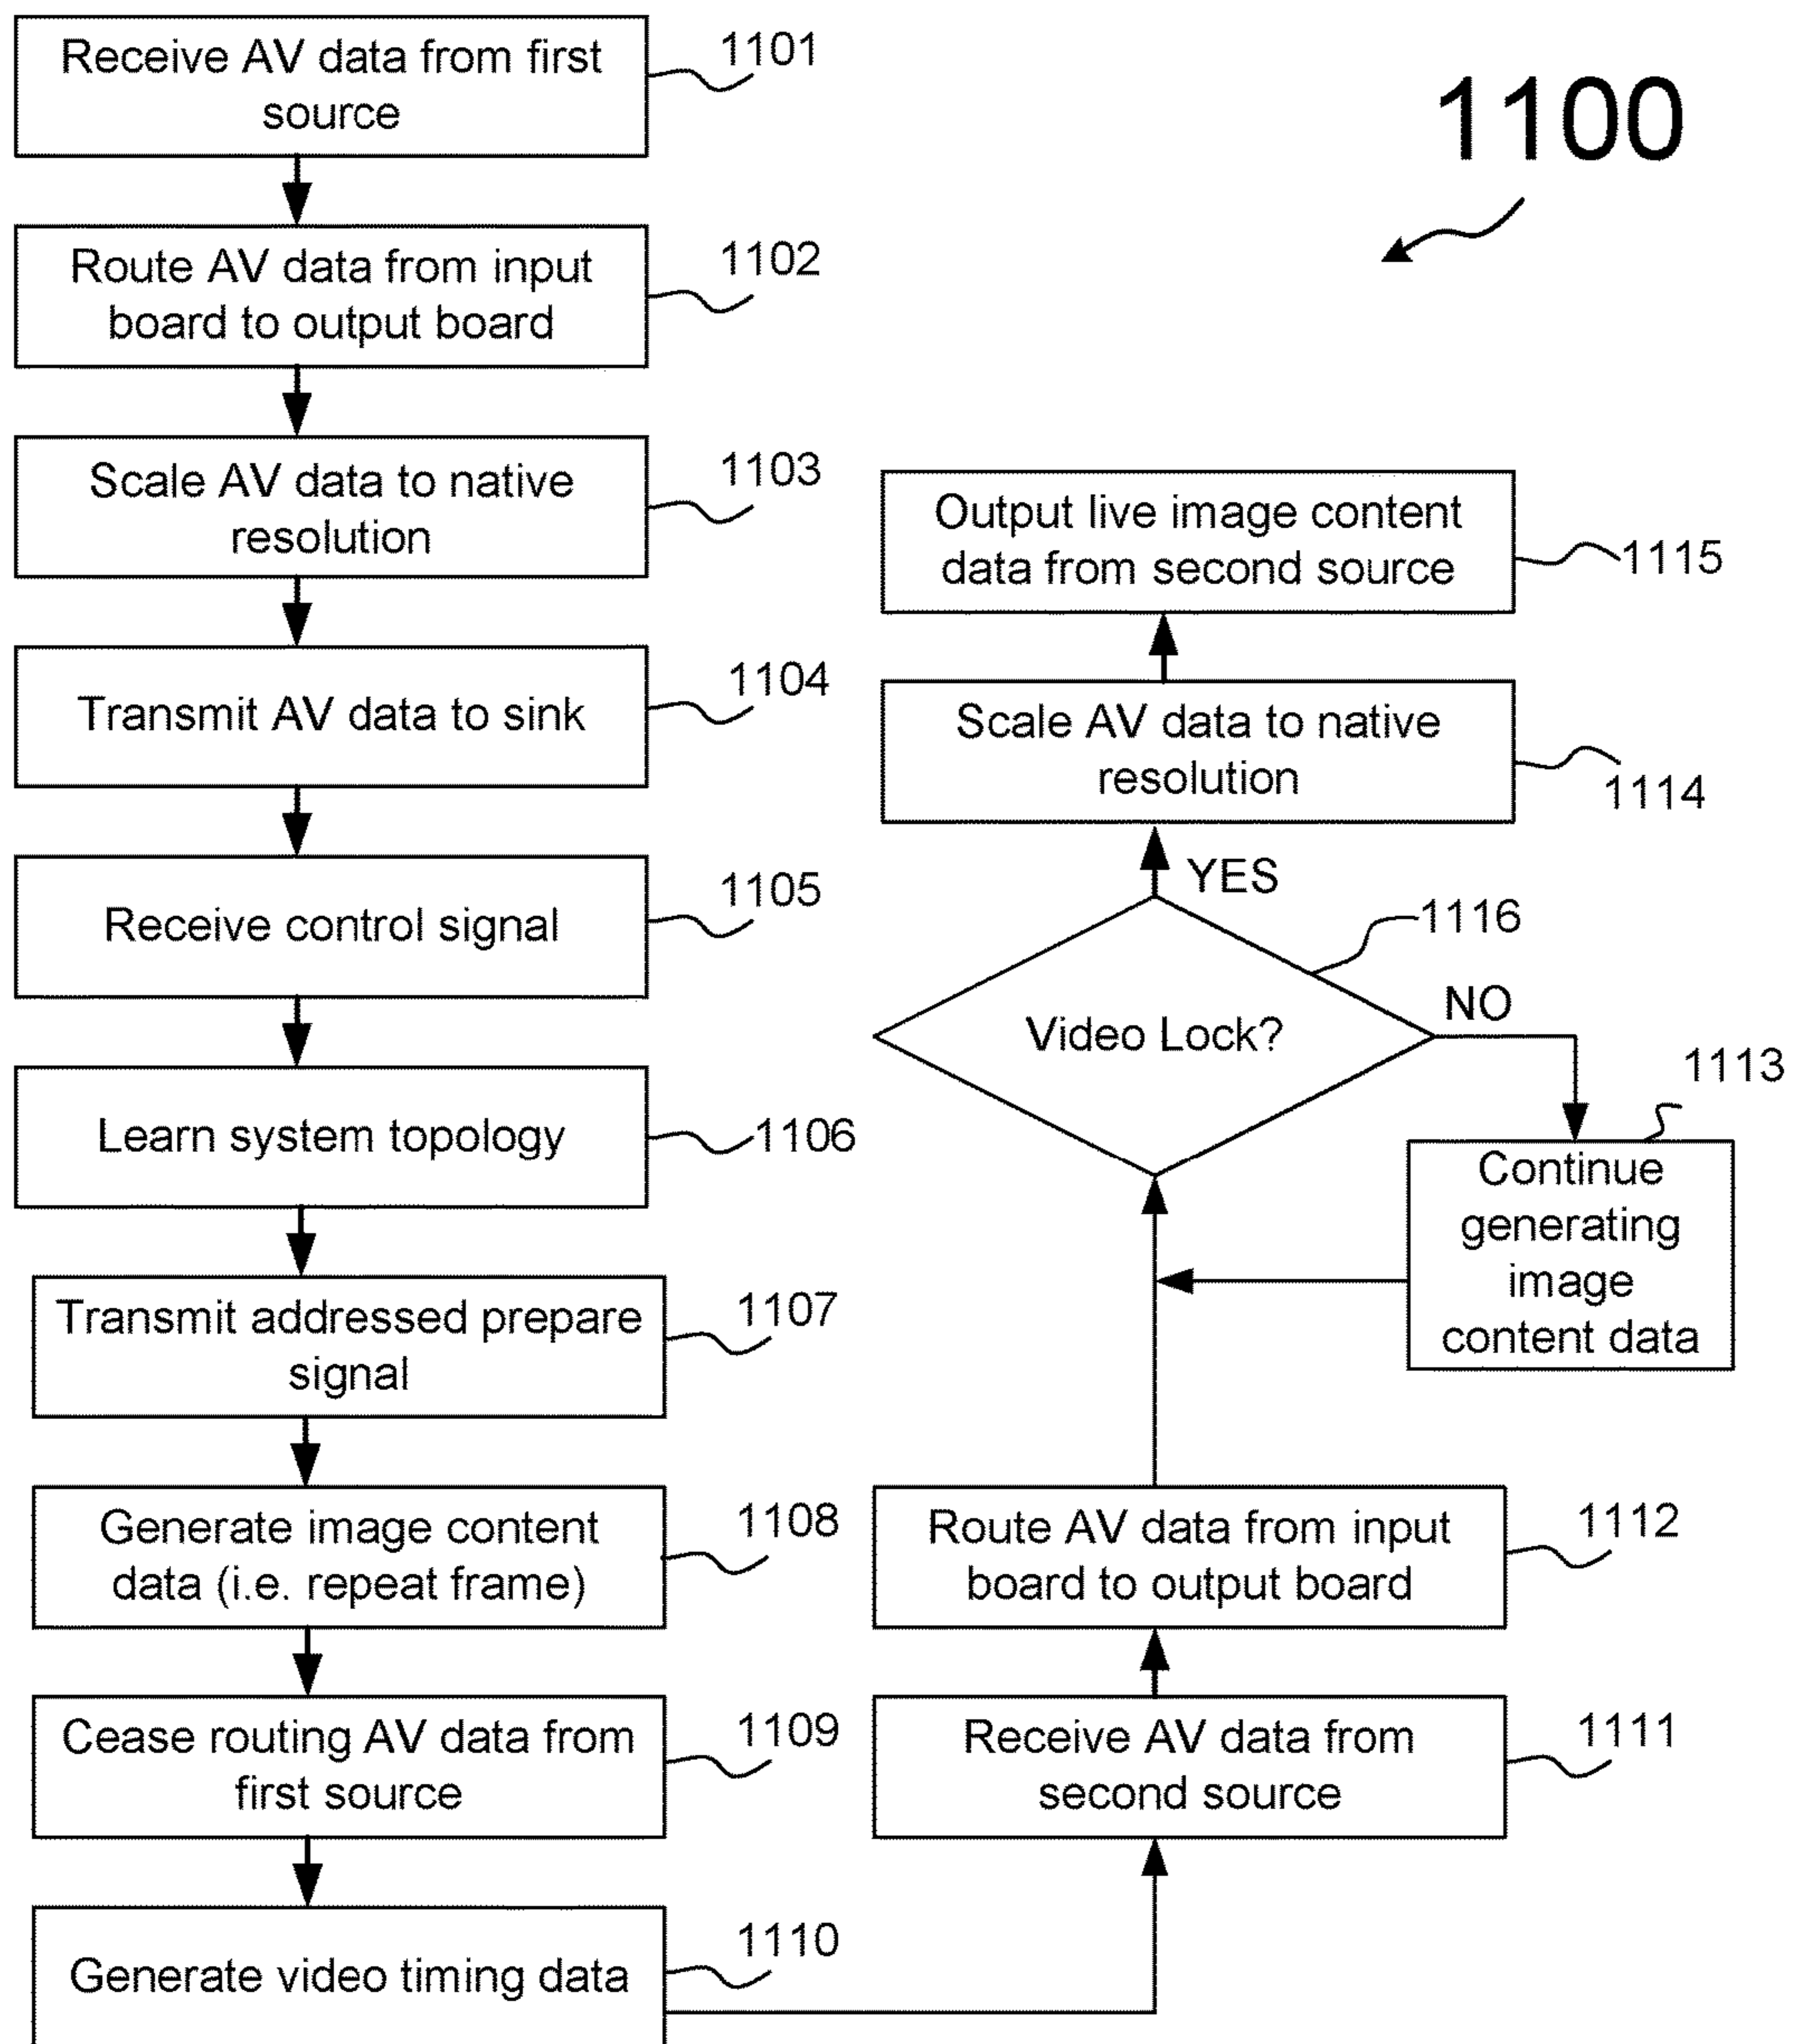 1100
Receive AV data from first
source
1101
Route AV data from input
board to output board
1102
Scale AV data to native
resolution
1103
Transmit AV data to sink
1104
Receive control signal
1105
Learn system topology
1106
Transmit addressed prepare
signal
1107
Generate image content
data (i.e. repeat frame)
1108
Cease routing AV data from
first source
1109
Generate video timing data
1110
Receive AV data from
second source
1111
Route AV data from input
board to output board
1112
Video Lock?
1116
NO
1113
Continue
generating
image
content data
YES
Scale AV data to native
resolution
1114
Output live image content
data from second source
1115